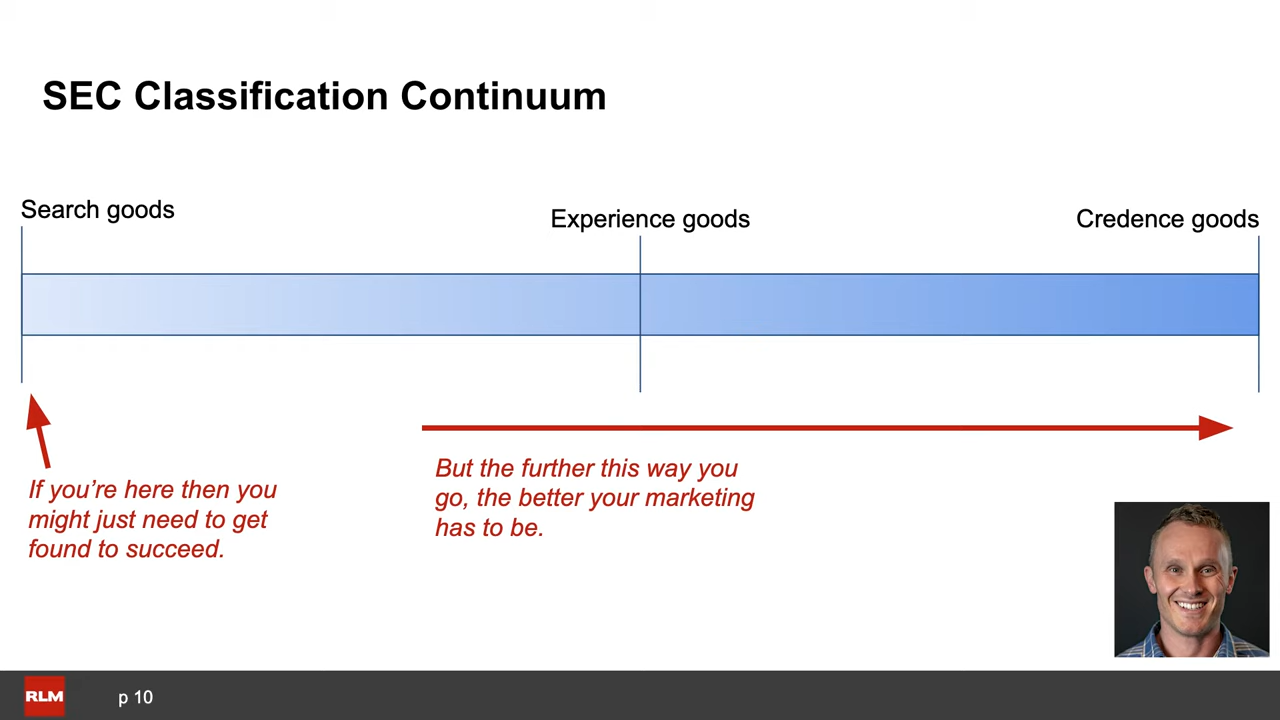 SEC Classification Continuum
Search goods
Experience goods
Credence goods
If you’re here then you
might just need to get
found to succeed.
But the further this way you
go, the better your marketing
has to be.
RLM
p 10